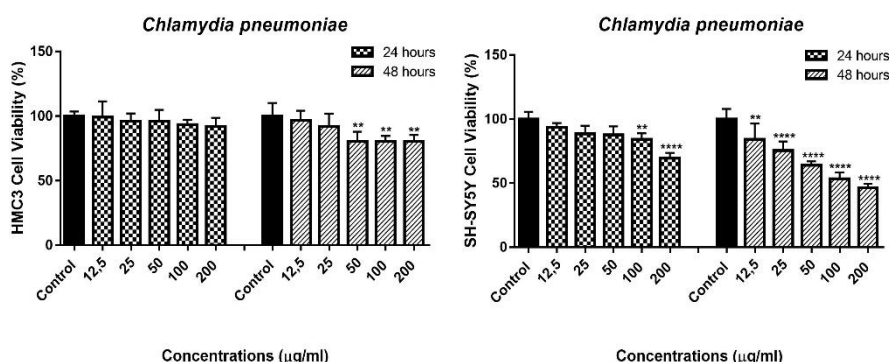 Chlamydia pneumoniae
24 hours
48 hours
HMC3 Cell Viability (%)
150
100
50
0
** ** **
Control 12,5 25 50 100 200 Control 12,5 25 50 100 200
Concentrations (µg/ml)
Chlamydia pneumoniae
24 hours
48 hours
SH-SY5Y Cell Viability (%)
150
100
50
0
** **** ** **** **** **** ****
Control 12,5 25 50 100 200 Control 12,5 25 50 100 200
Concentrations (µg/ml)